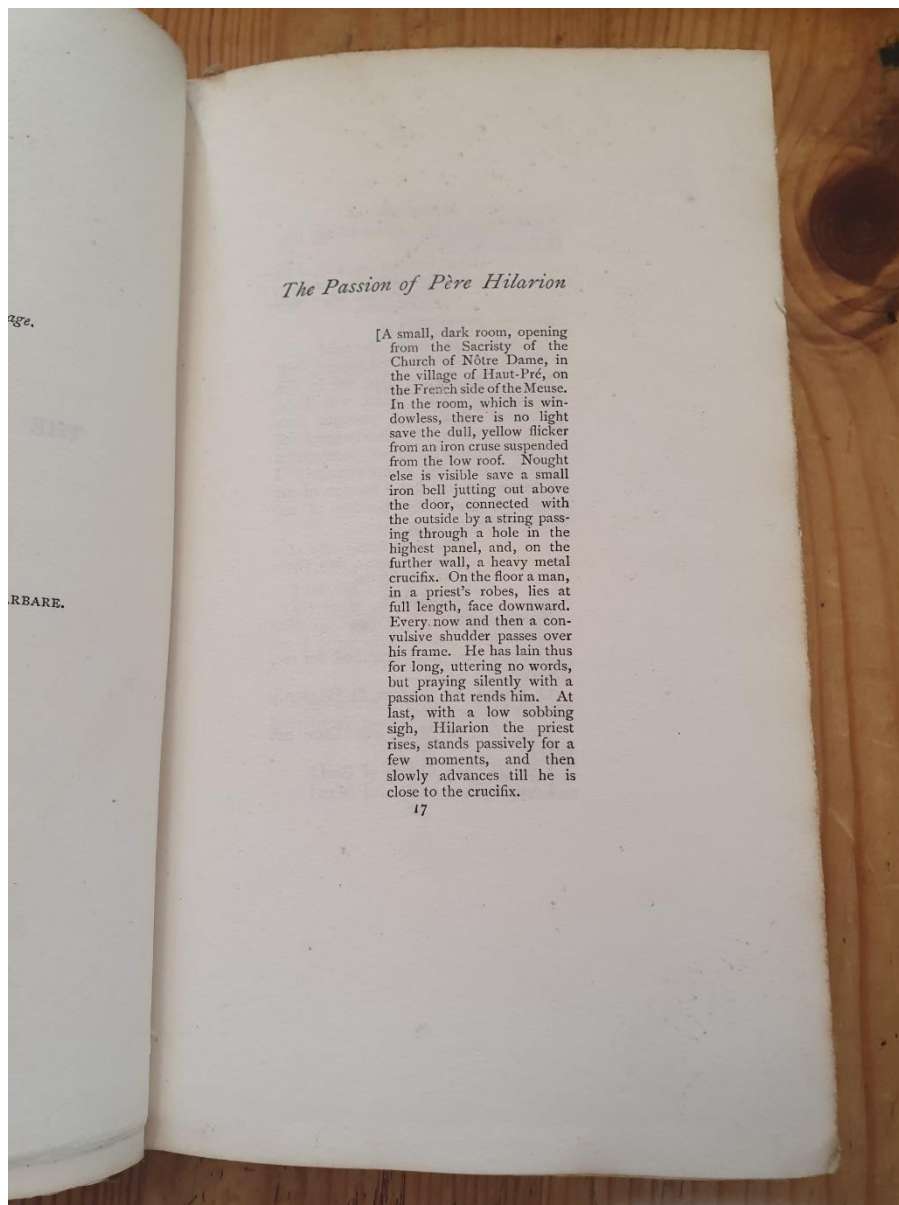 The Passion of Père Hilarion
[A small, dark room, opening
from the Sacristy of the
Church of Nôtre Dame, in
the village of Haut-Pré, on
the French side of the Meuse.
In the room, which is win-
dowless, there is no light
save the dull, yellow flicker
from an iron cruse suspended
from the low roof. Nought
else is visible save a small
iron bell jutting out above
the door, connected with
the outside by a string pass-
ing through a hole in the
highest panel, and, on the
further wall, a heavy metal
crucifix. On the floor a man,
in a priest's robes, lies at
full length, face downward.
Every now and then a con-
vulsive shudder passes over
his frame. He has lain thus
for long, uttering no words,
but praying silently with a
passion that rends him. At
last, with a low sobbing
sigh, Hilarion the priest
rises, stands passively for a
few moments, and then
slowly advances till he is
close to the crucifix.
17